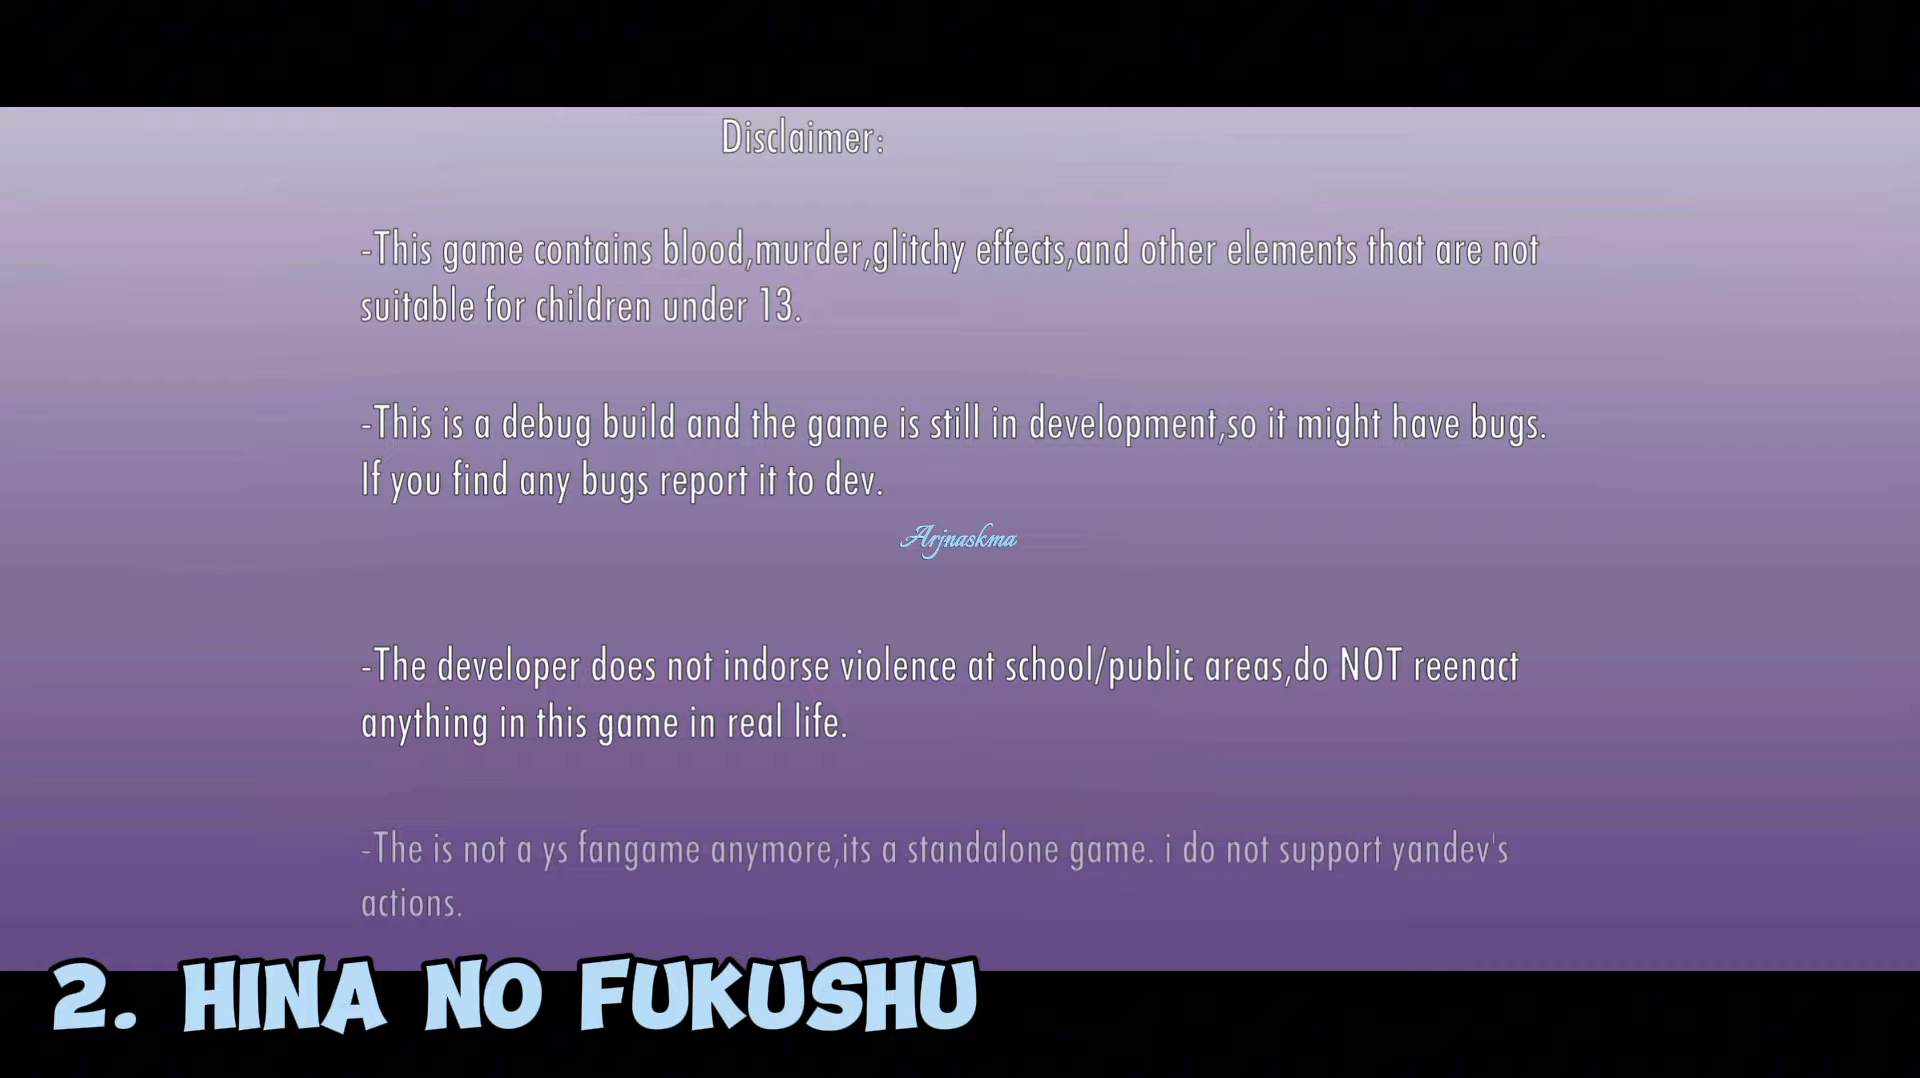 Disclaimer:
-This game contains blood,murder,glitchy effects,and other elements that are not
suitable for children under 13.
-This is a debug build and the game is still in development,so it might have bugs.
If you find any bugs report it to dev.
Arjnaskma
-The developer does not indorse violence at school/public areas,do NOT reenact
anything in this game in real life.
-The is not a ys fangame anymore,its a standalone game. i do not support yandev's
actions.
2. HINA NO FUKUSHU